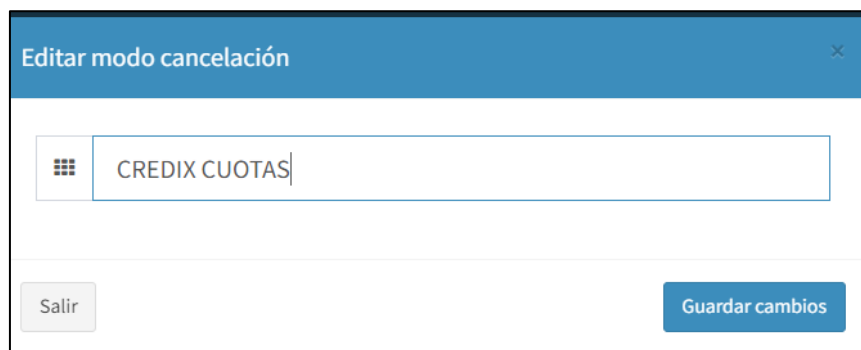 Editar modo cancelación ×
CREDIX CUOTAS
Salir Guardar cambios